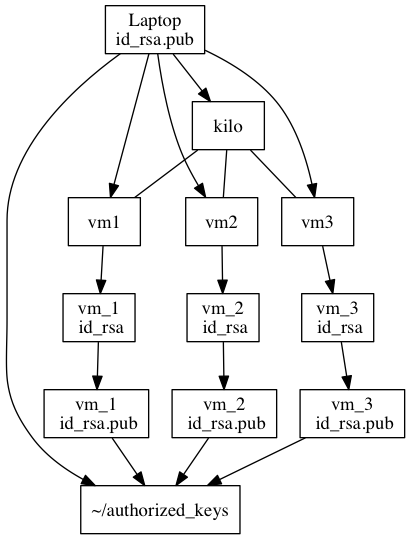 Laptop
id_rsa.pub
kilo
vm1
vm2
vm3
vm_1
id_rsa
vm_2
id_rsa
vm_3
id_rsa
vm_1
id_rsa.pub
vm_2
id_rsa.pub
vm_3
id_rsa.pub
~/authorized_keys